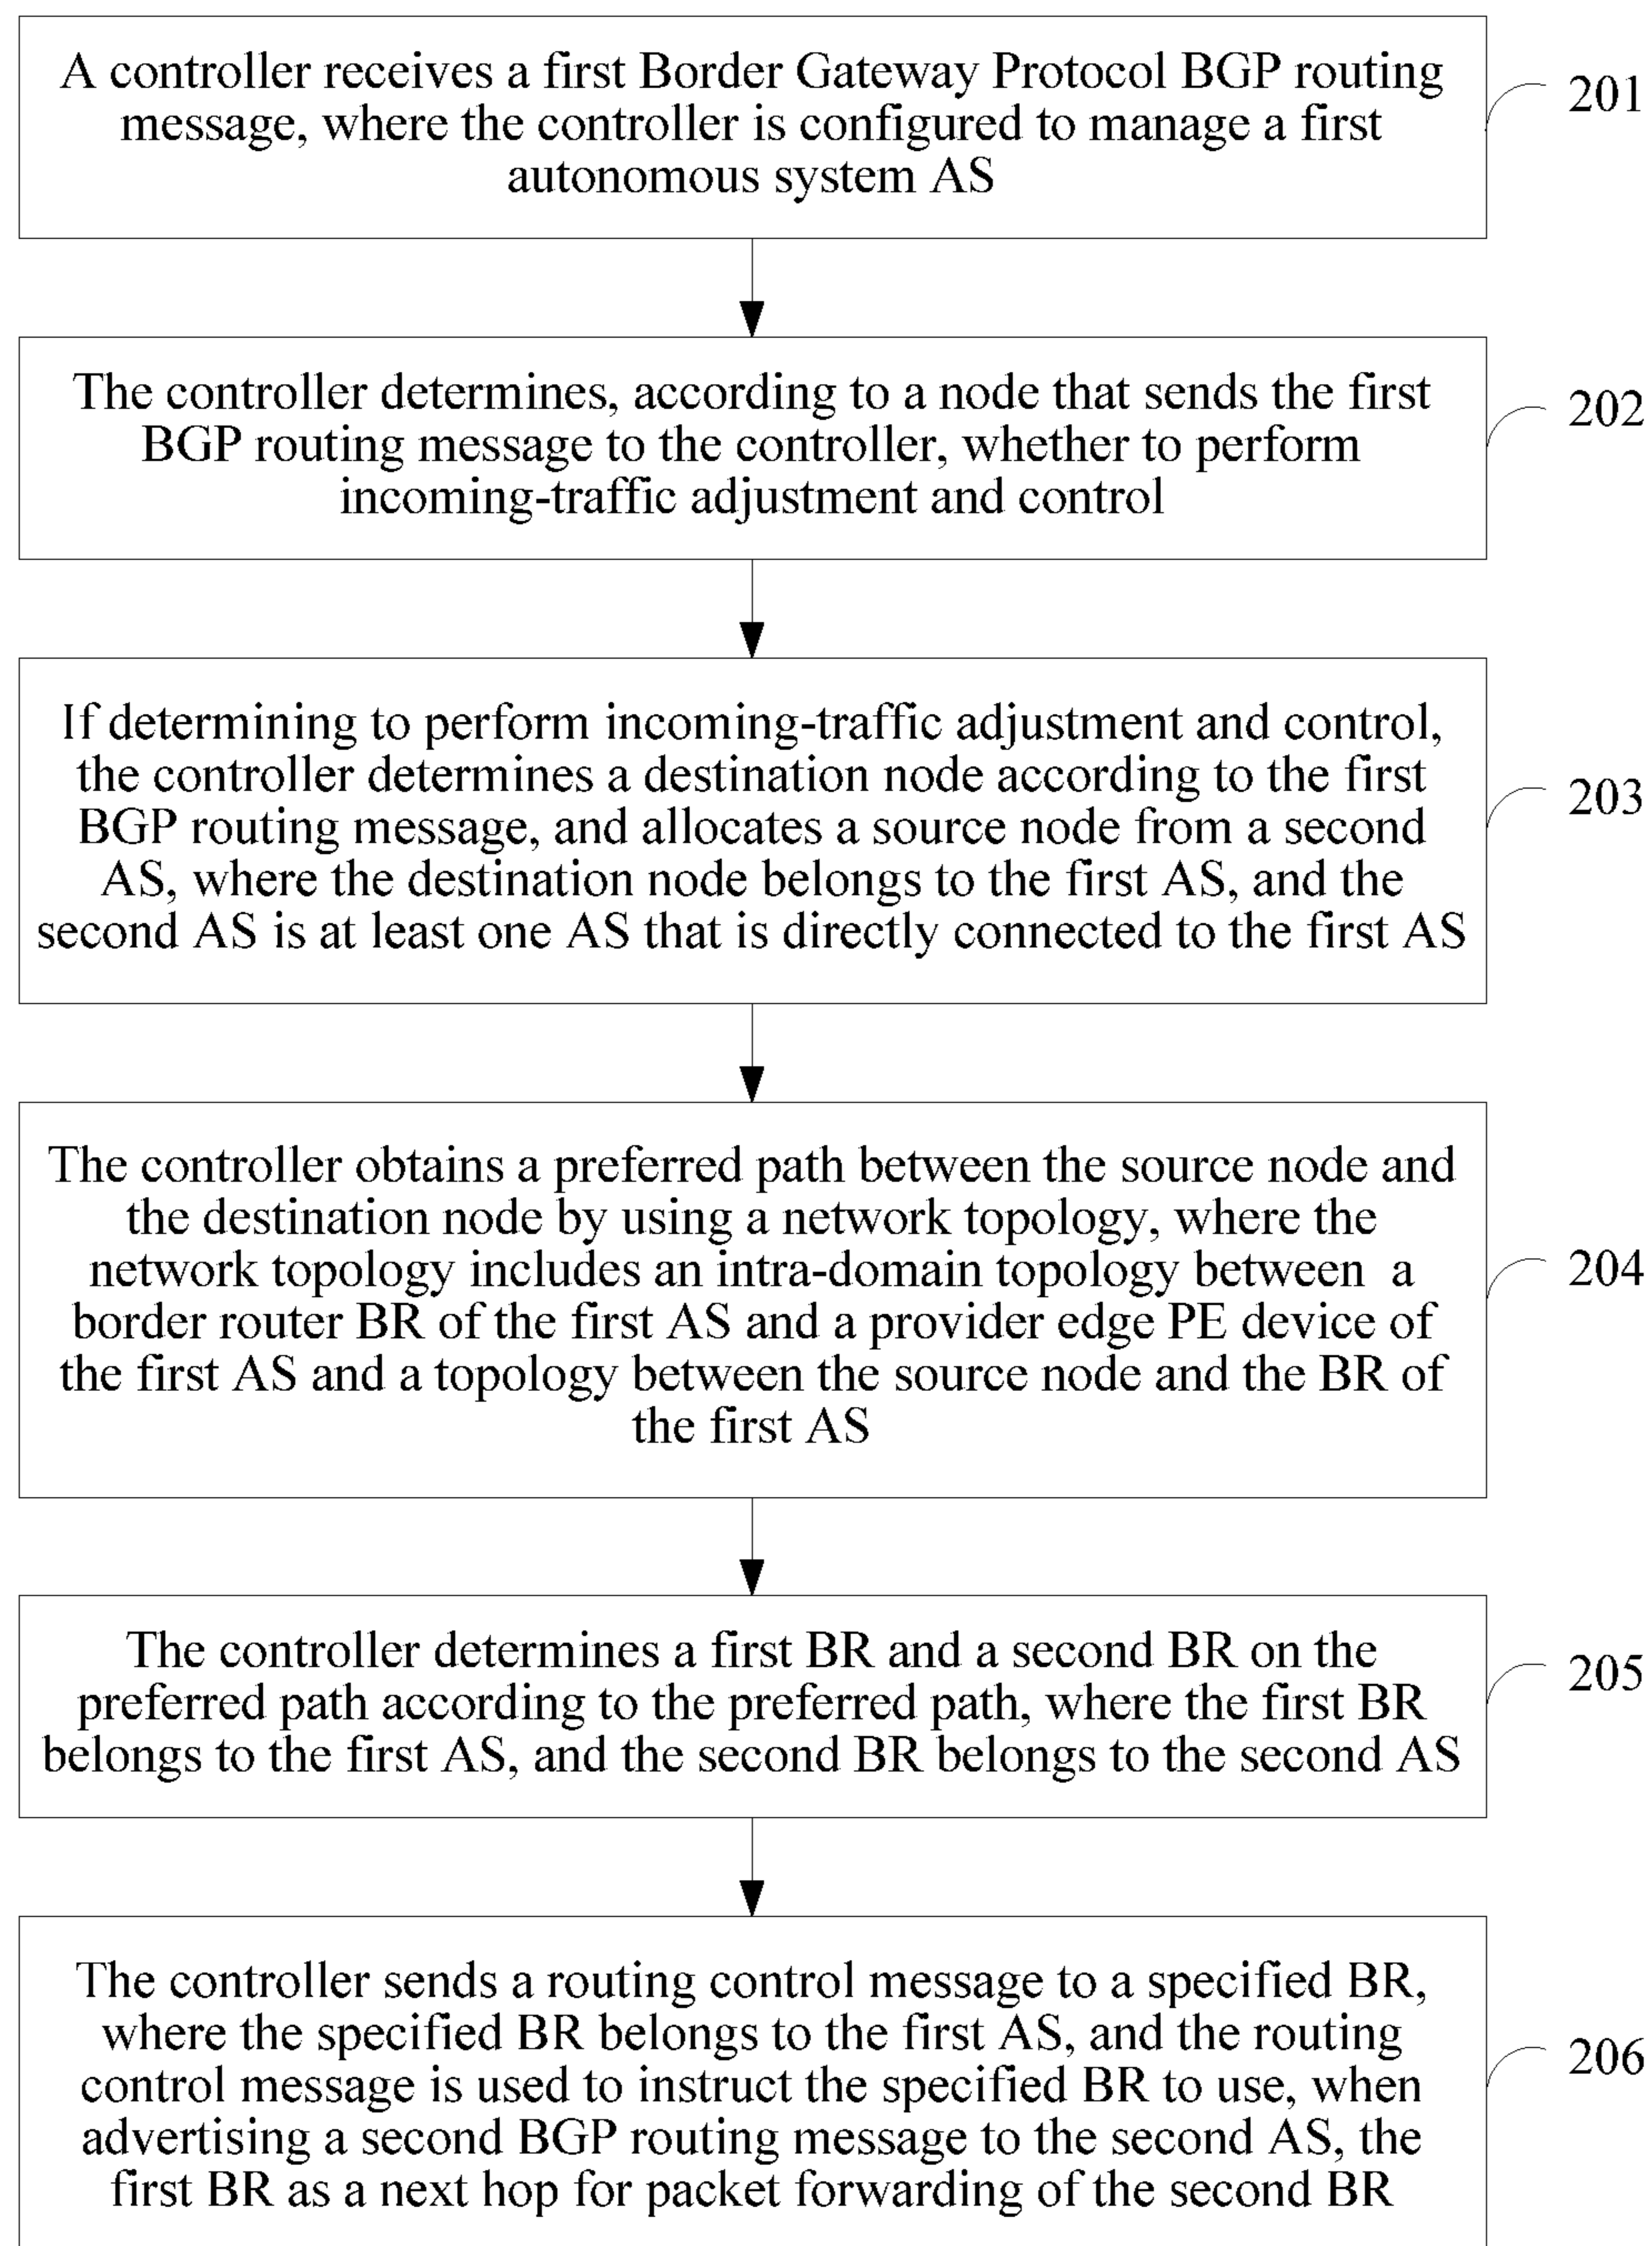 A controller receives a first Border Gateway Protocol BGP routing
message, where the controller is configured to manage a first
autonomous system AS
201
The controller determines, according to a node that sends the first
BGP routing message to the controller, whether to perform
incoming-traffic adjustment and control
202
If determining to perform incoming-traffic adjustment and control,
the controller determines a destination node according to the first
BGP routing message, and allocates a source node from a second
AS, where the destination node belongs to the first AS, and the
second AS is at least one AS that is directly connected to the first AS
203
The controller obtains a preferred path between the source node and
the destination node by using a network topology, where the
network topology includes an intra-domain topology between a
border router BR of the first AS and a provider edge PE device of
the first AS and a topology between the source node and the BR of
the first AS
204
The controller determines a first BR and a second BR on the
preferred path according to the preferred path, where the first BR
belongs to the first AS, and the second BR belongs to the second AS
205
The controller sends a routing control message to a specified BR,
where the specified BR belongs to the first AS, and the routing
control message is used to instruct the specified BR to use, when
advertising a second BGP routing message to the second AS, the
first BR as a next hop for packet forwarding of the second BR
206